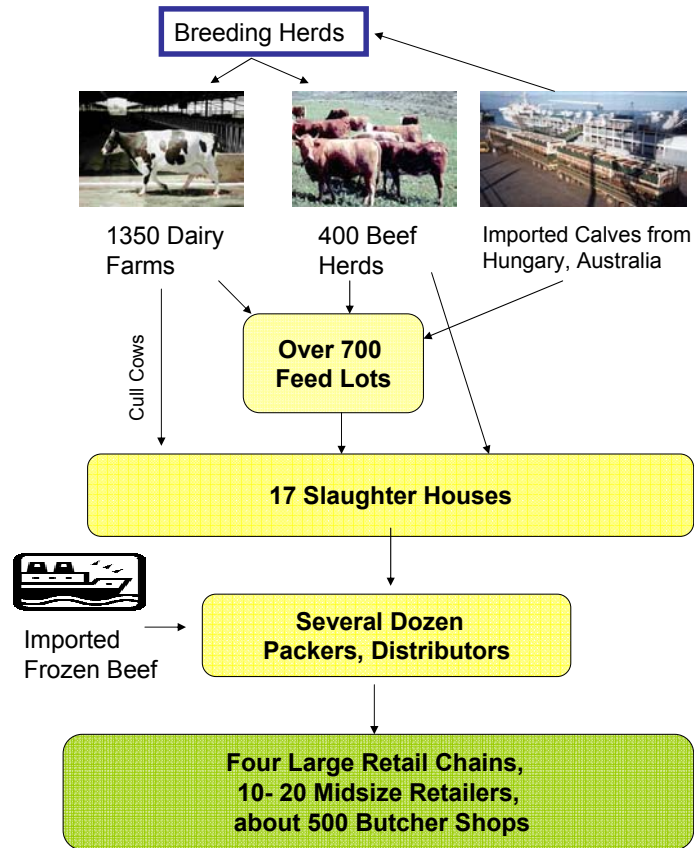 Breeding Herds
1350 Dairy
Farms
400 Beef
Herds
Imported Calves from
Hungary, Australia
Cull Cows
Over 700
Feed Lots
17 Slaughter Houses
Imported
Frozen Beef
Several Dozen
Packers, Distributors
Four Large Retail Chains,
10- 20 Midsize Retailers,
about 500 Butcher Shops